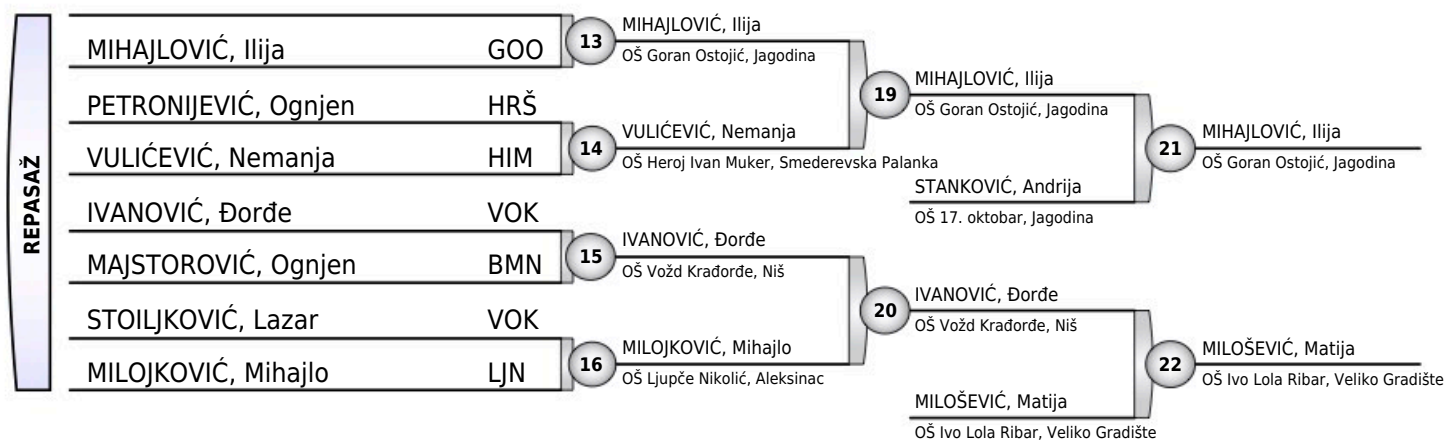 REPASAŽ
MIHAJLOVIĆ, Ilija GOO
PETRONIJEVIĆ, Ognjen HRŠ
VULIĆEVIĆ, Nemanja HIM
IVANOVIĆ, Đorđe VOK
MAJSTOROVIĆ, Ognjen BMN
STOILJKOVIĆ, Lazar VOK
MILOJKOVIĆ, Mihajlo LJN
13
MIHAJLOVIĆ, Ilija
OŠ Goran Ostojić, Jagodina
14
VULIĆEVIĆ, Nemanja
OŠ Heroj Ivan Muker, Smederevska Palanka
15
IVANOVIĆ, Đorđe
OŠ Vožd Krađorđe, Niš
16
MILOJKOVIĆ, Mihajlo
OŠ Ljupče Nikolić, Aleksinac
19
MIHAJLOVIĆ, Ilija
OŠ Goran Ostojić, Jagodina
STANKOVIĆ, Andrija
OŠ 17. oktobar, Jagodina
20
IVANOVIĆ, Đorđe
OŠ Vožd Krađorđe, Niš
MILOŠEVIĆ, Matija
OŠ Ivo Lola Ribar, Veliko Gradište
21
MIHAJLOVIĆ, Ilija
OŠ Goran Ostojić, Jagodina
22
MILOŠEVIĆ, Matija
OŠ Ivo Lola Ribar, Veliko Gradište